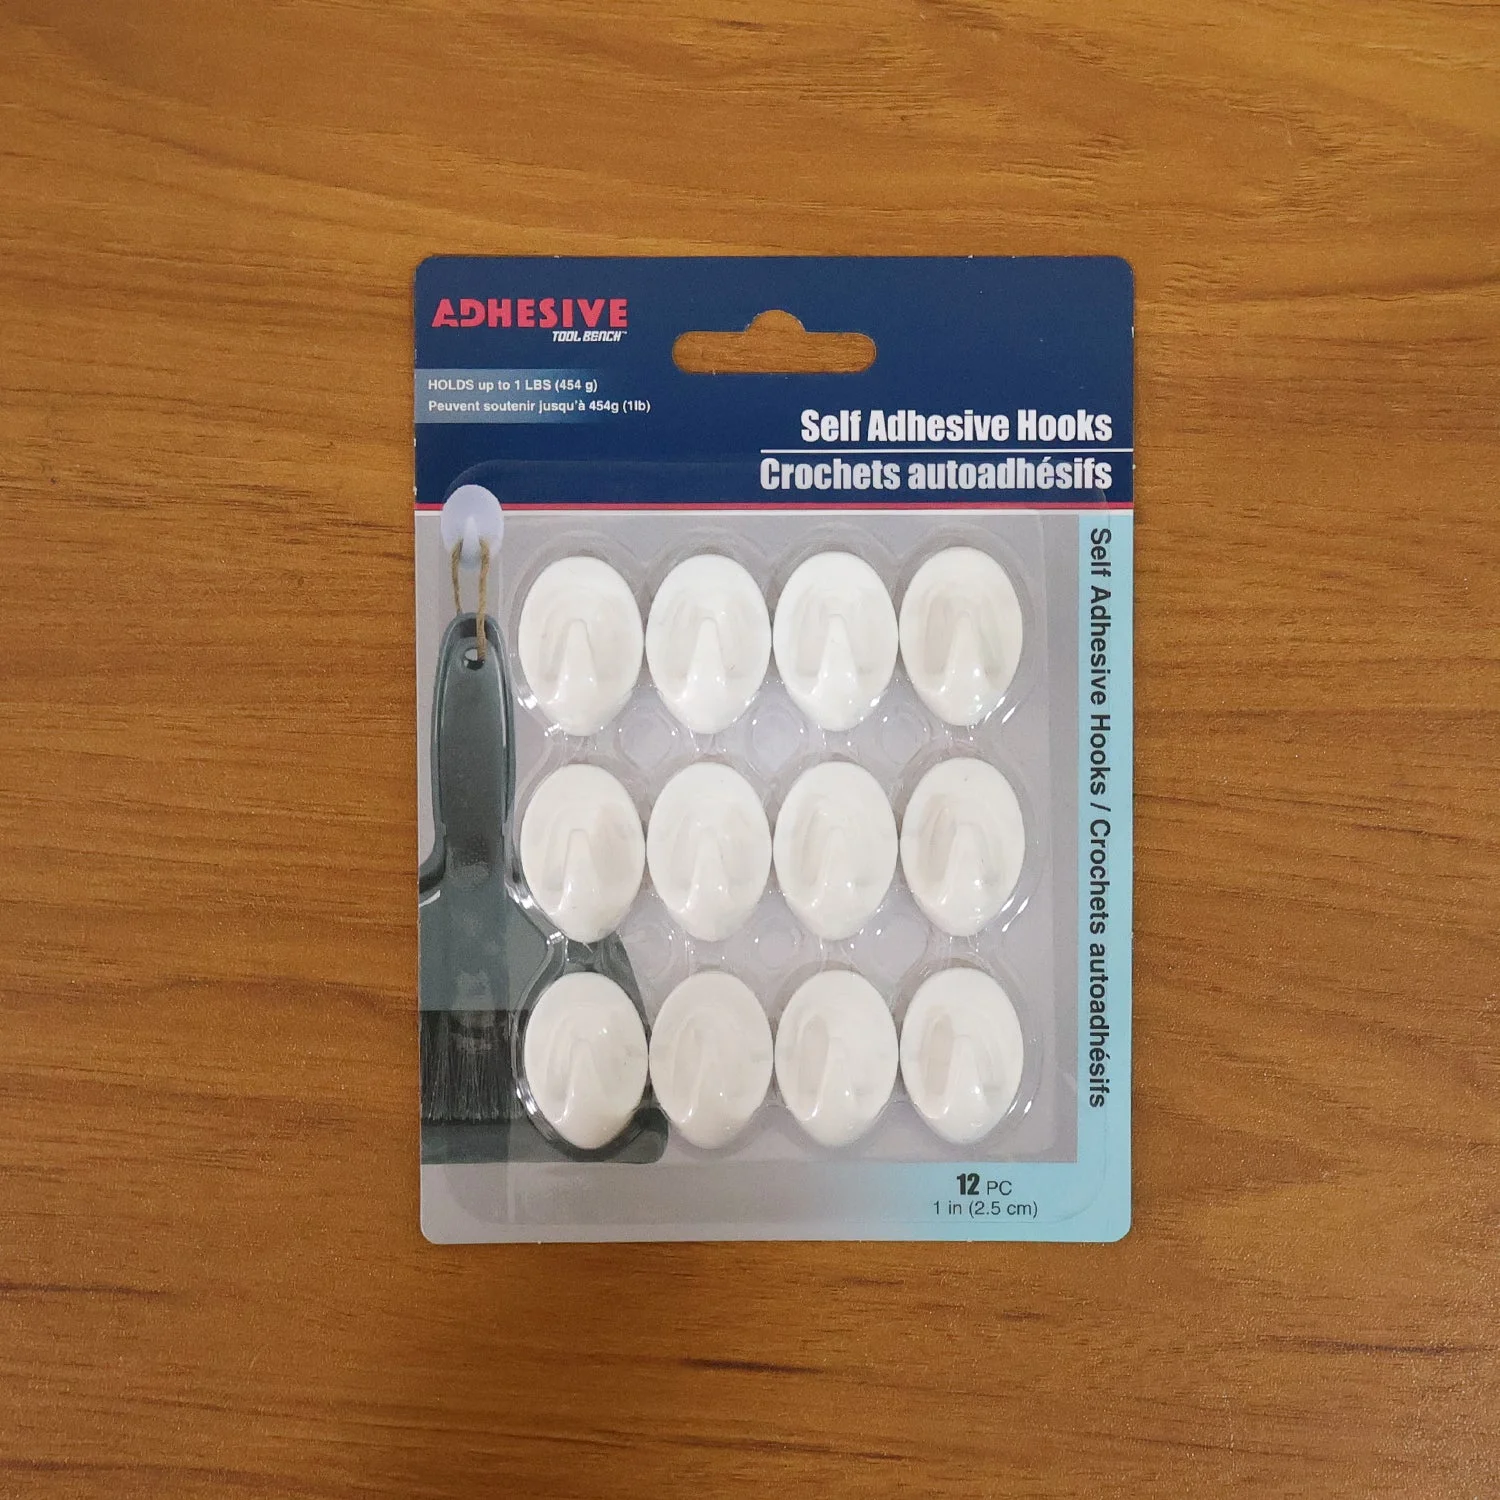 ADHESIVE
TOOL BENCH™
HOLDS up to 1 LBS (454 g)
Peuvent soutenir jusqu'à 454g (1lb)
Self Adhesive Hooks
Crochets autoadhésifs
Self Adhesive Hooks / Crochets autoadhésifs
12 PC
1 in (2.5 cm)